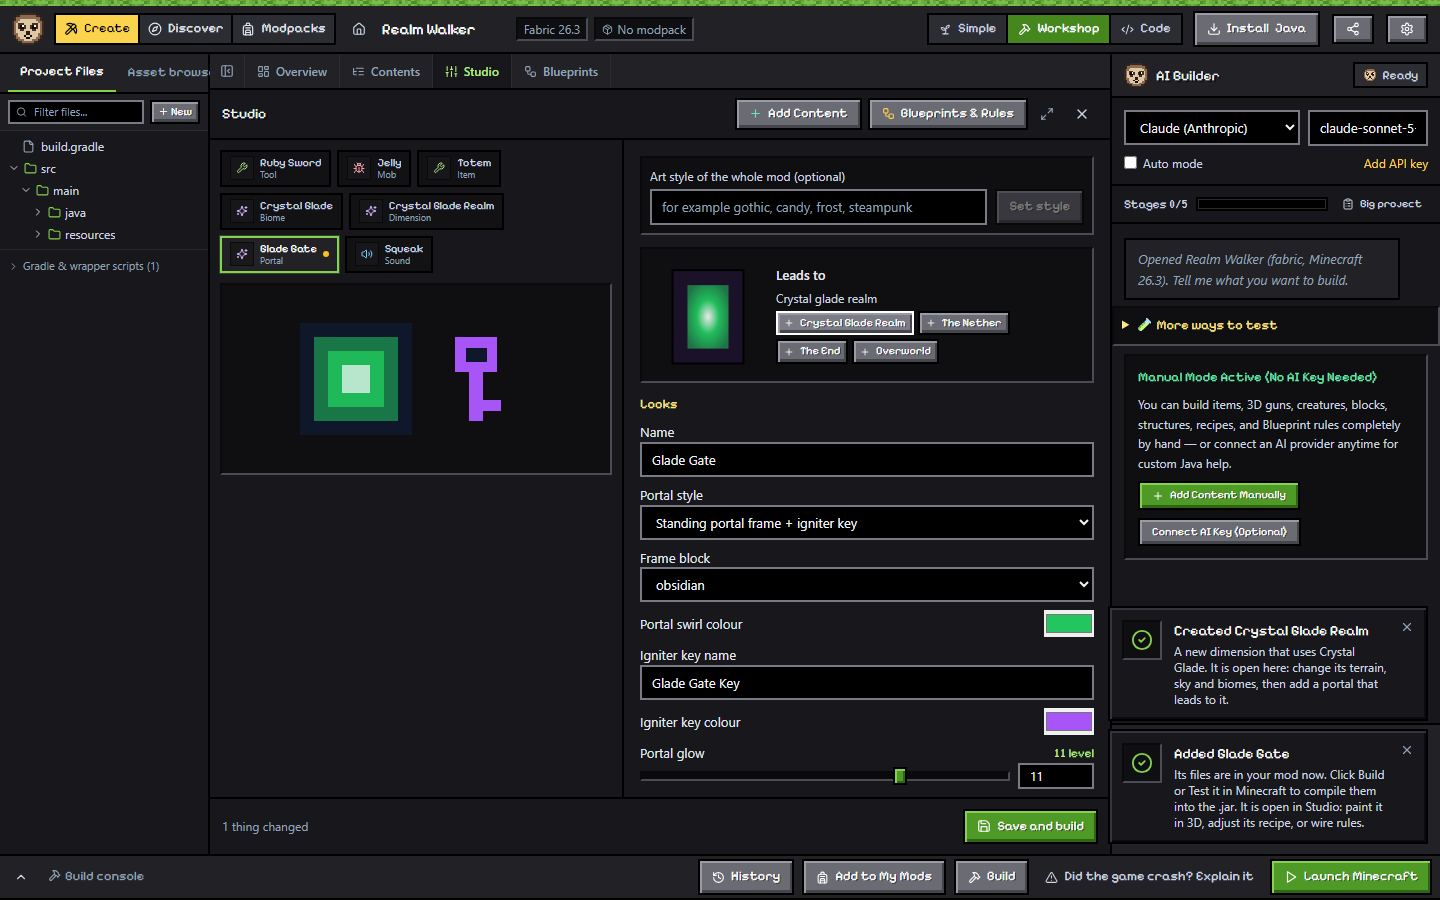 Create
Discover
Modpacks
Realm Walker
Fabric 26.3
No modpack
Simple
Workshop
Code
Install Java
Project files
Asset brows
Overview
Contents
Studio
Blueprints
AI Builder
Ready
Filter files...
New
Studio
Add Content
Blueprints & Rules
Claude (Anthropic)
claude-sonnet-5-
Auto mode
Add API key
build.gradle
src
main
java
resources
Gradle & wrapper scripts (1)
Ruby Sword
Tool
Jelly
Mob
Totem
Item
Crystal Glade
Biome
Crystal Glade Realm
Dimension
Glade Gate
Portal
Squeak
Sound
Art style of the whole mod (optional)
for example gothic, candy, frost, steampunk
Set style
Leads to
Crystal glade realm
Crystal Glade Realm
The Nether
The End
Overworld
Looks
Name
Glade Gate
Portal style
Standing portal frame + igniter key
Frame block
obsidian
Portal swirl colour
Igniter key name
Glade Gate Key
Igniter key colour
Portal glow
11 level
11
Stages 0/5
Big project
Opened Realm Walker (fabric, Minecraft
26.3). Tell me what you want to build.
More ways to test
Manual Mode Active (No AI Key Needed)
You can build items, 3D guns, creatures, blocks,
structures, recipes, and Blueprint rules completely
by hand — or connect an AI provider anytime for
custom Java help.
Add Content Manually
Connect AI Key (Optional)
Created Crystal Glade Realm
A new dimension that uses Crystal
Glade. It is open here: change its terrain,
sky and biomes, then add a portal that
leads to it.
Added Glade Gate
Its files are in your mod now. Click Build
or Test it in Minecraft to compile them
into the .jar. It is open in Studio: paint it
in 3D, adjust its recipe, or wire rules.
1 thing changed
Save and build
Build console
History
Add to My Mods
Build
Did the game crash? Explain it
Launch Minecraft